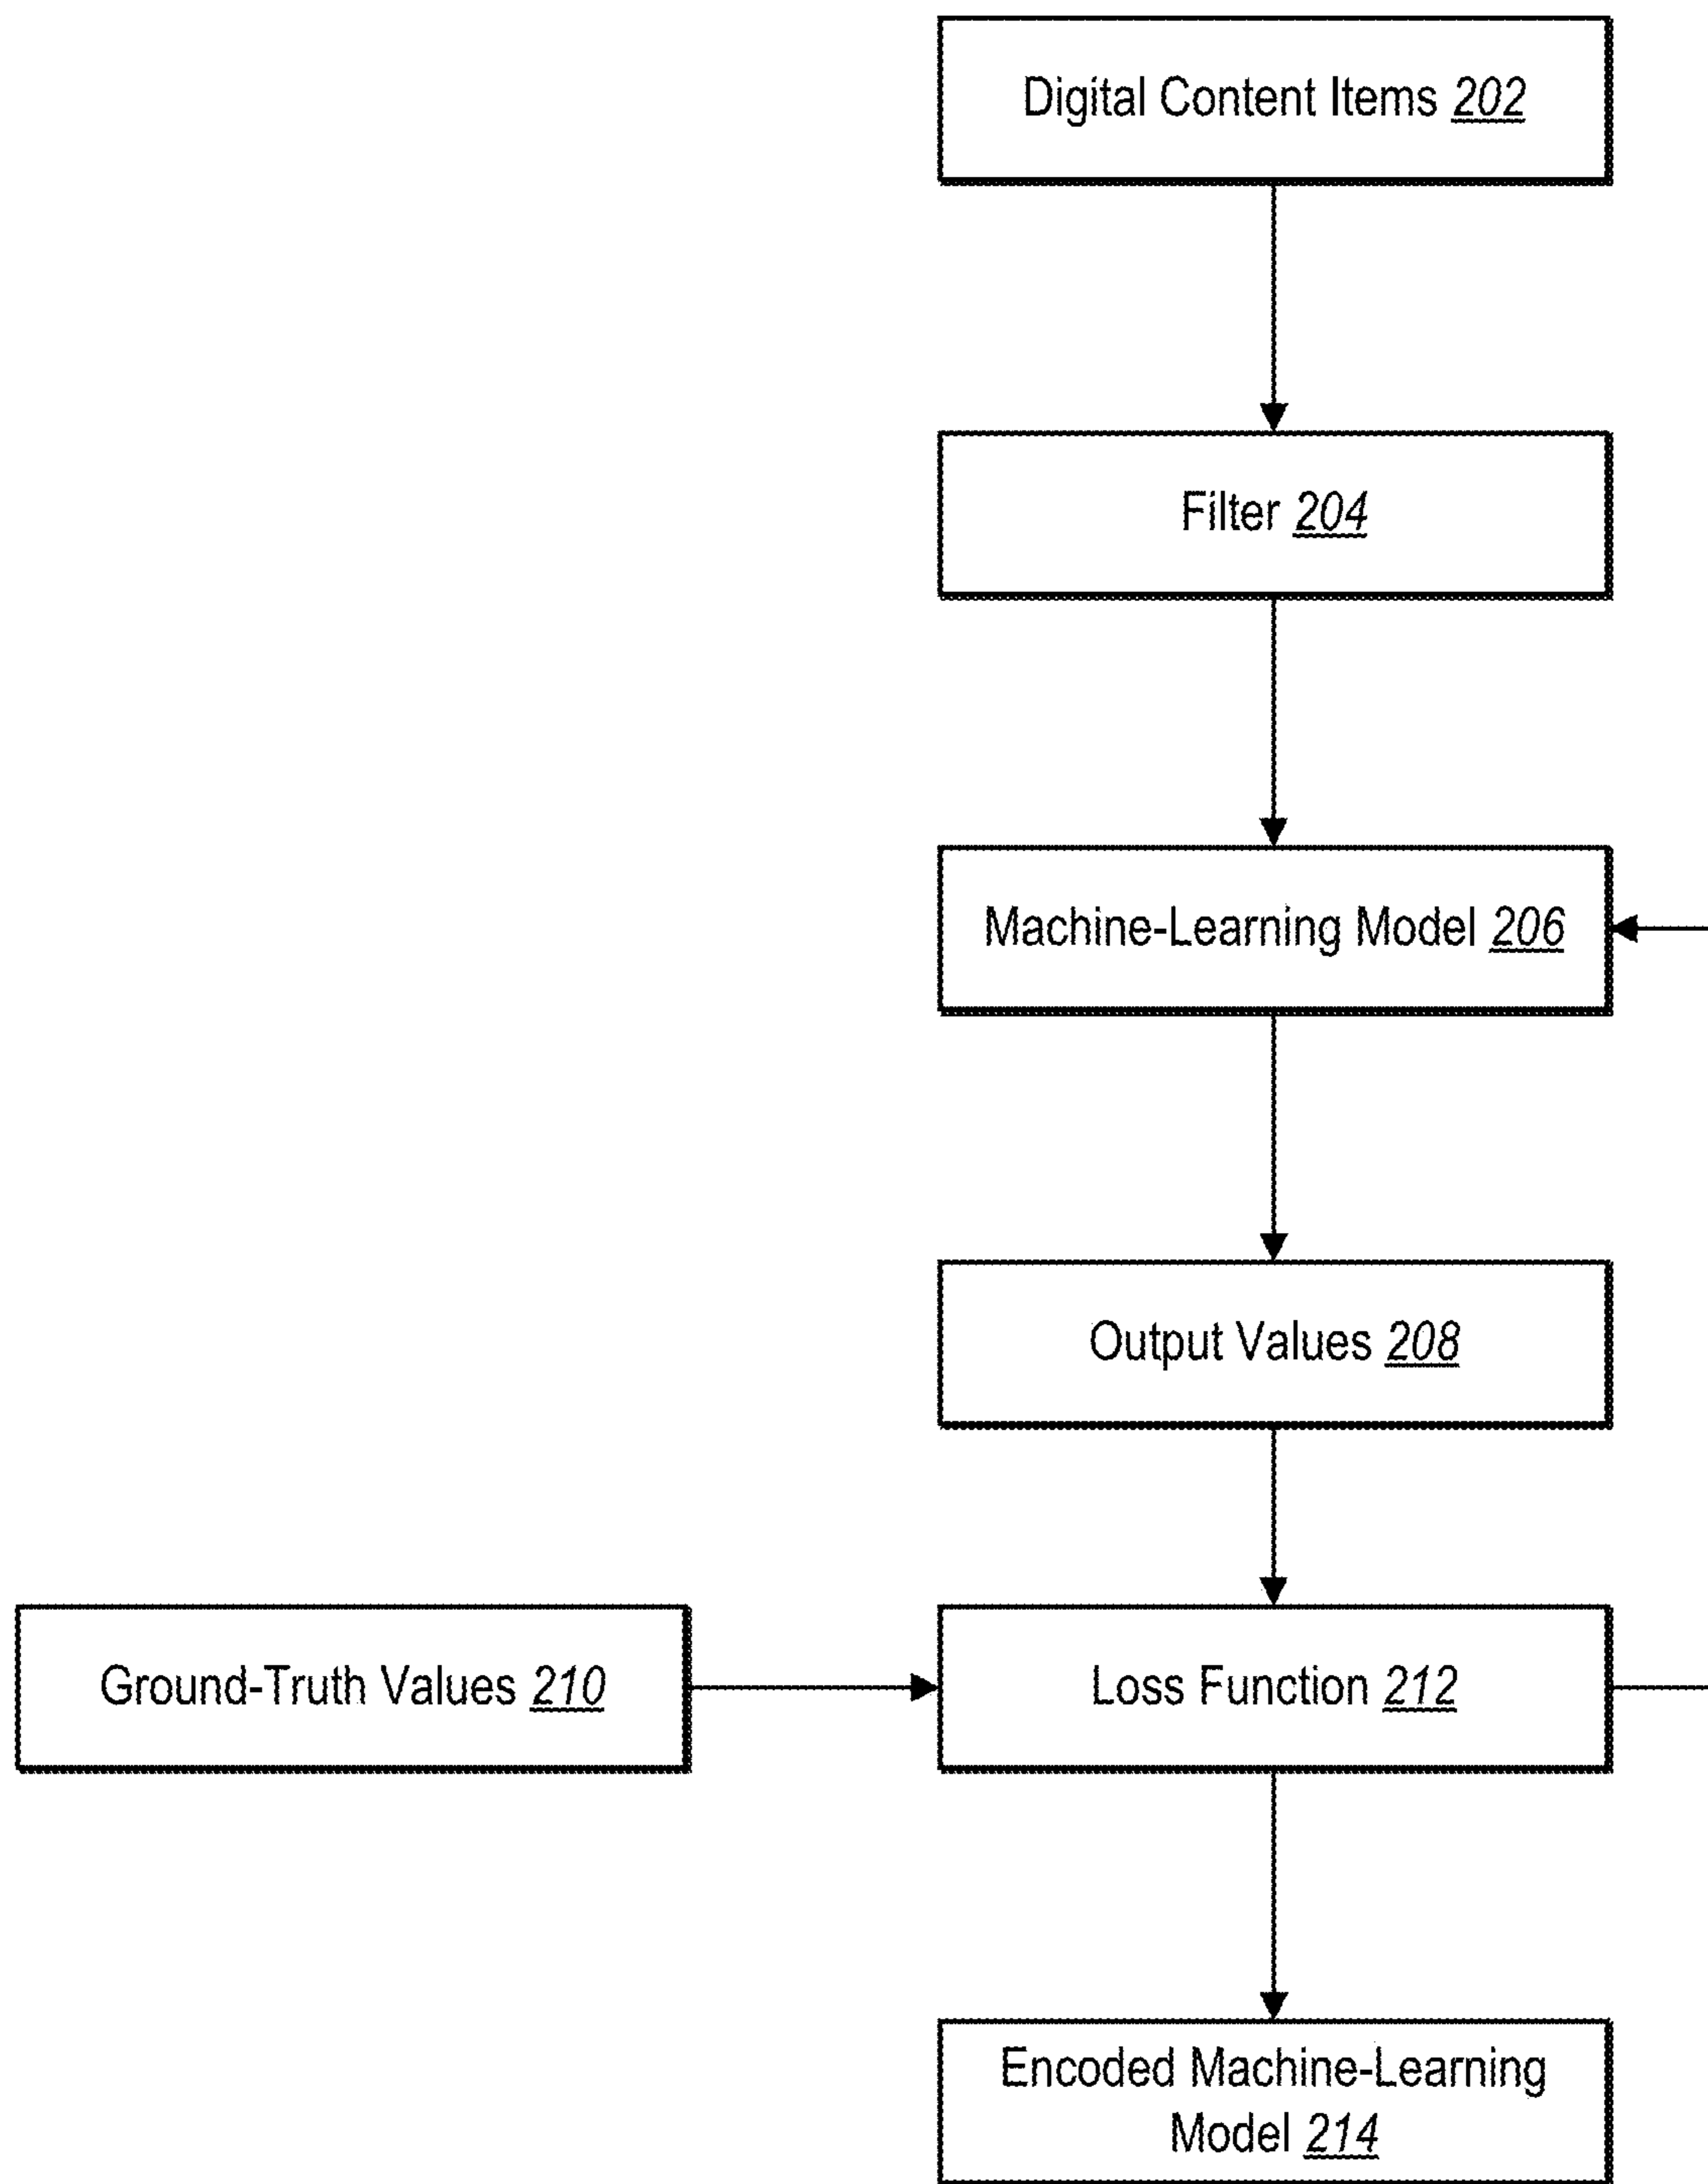 Digital Content Items 202
Filter 204
Machine-Learning Model 206
Output Values 208
Ground-Truth Values 210
Loss Function 212
Encoded Machine-Learning
Model 214